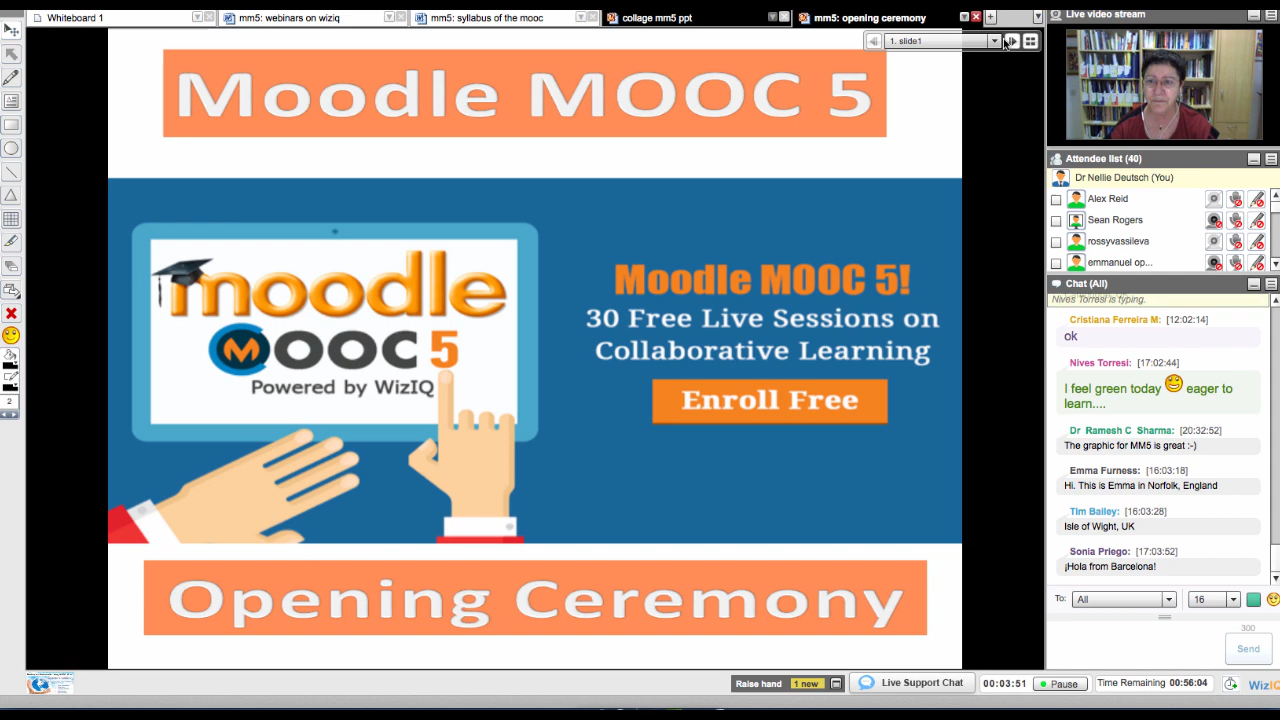 Whiteboard 1
mm5: webinars on wiziq
mm5: syllabus of the mooc
collage mm5 ppt
mm5: opening ceremony
1. slide1
Moodle MOOC 5
moodle
MOOC 5
Powered by WizIQ
Moodle MOOC 5!
30 Free Live Sessions on
Collaborative Learning
Enroll Free
Opening Ceremony
2
Live video stream
Attendee list (40)
Dr Nellie Deutsch (You)
Alex Reid
Sean Rogers
rossyvassileva
emmanuel op...
Chat (All)
Nives Torresi is typing.
Cristiana Ferreira M: [12:02:14]
ok
Nives Torresi: [17:02:44]
I feel green today eager to
learn....
Dr Ramesh C Sharma: [20:32:52]
The graphic for MM5 is great :-)
Emma Furness: [16:03:18]
Hi. This is Emma in Norfolk, England
Tim Bailey: [16:03:28]
Isle of Wight, UK
Sonia Priego: [17:03:52]
¡Hola from Barcelona!
To: All 16
300
Send
Raise hand 1 new Live Support Chat 00:03:51 Pause Time Remaining 00:56:04 WizIQ